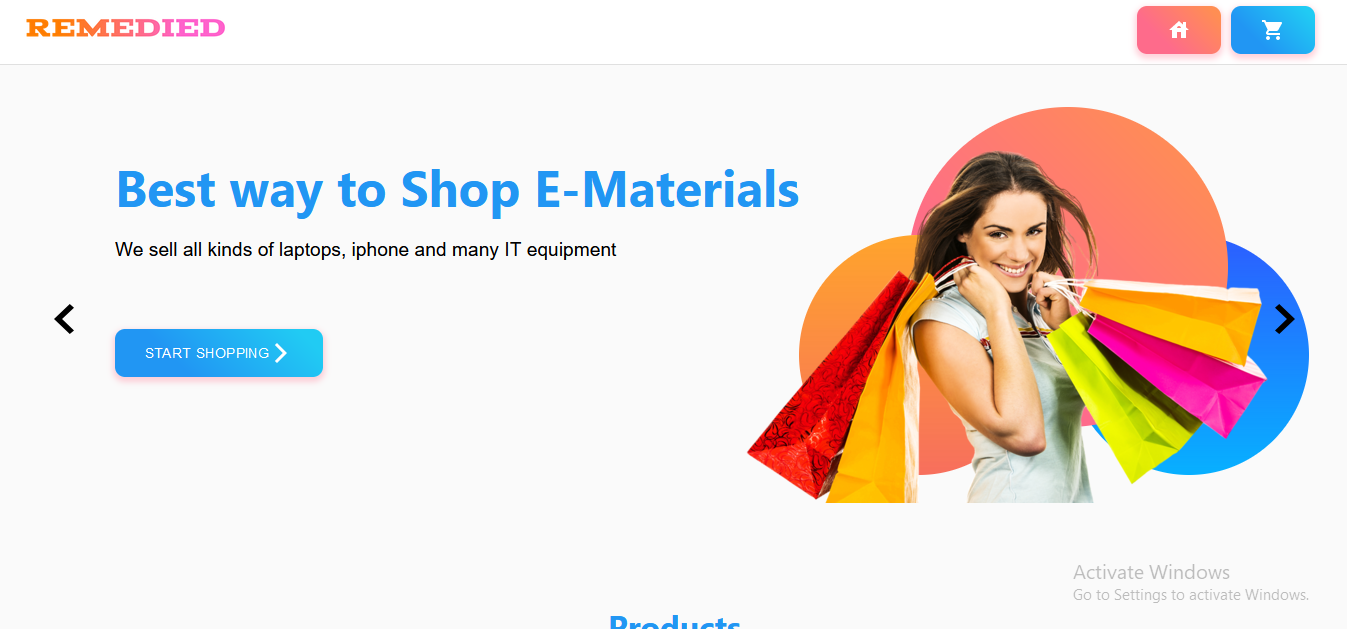 REMEDIED
Best way to Shop E-Materials
We sell all kinds of laptops, iphone and many IT equipment
START SHOPPING
Activate Windows
Go to Settings to activate Windows.
Products